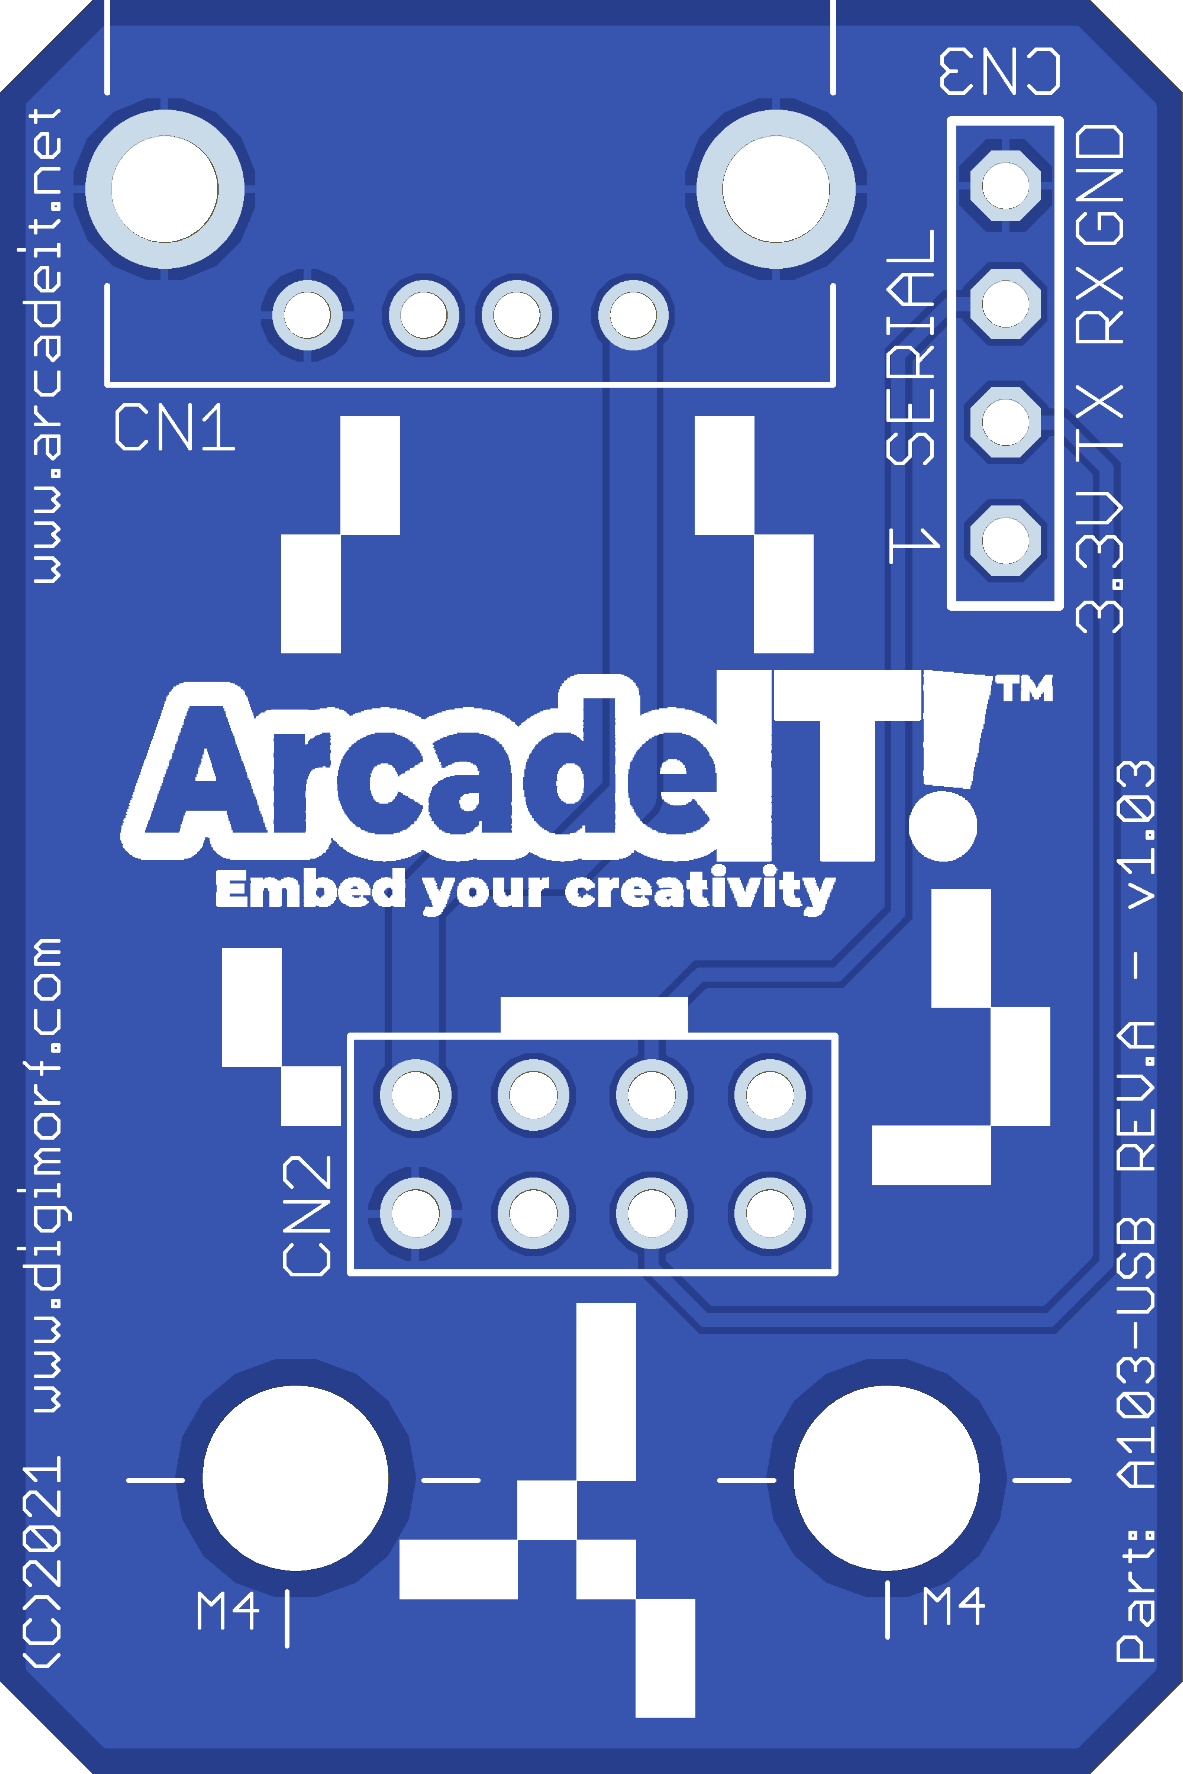 CN3
www.arcadeit.net
GND
RX
TX
3.3V
SERIAL
1
CN1
ArcadeIT!™
Embed your creativity
CN2
(C)2021 www.digimorf.com
Part: A103-USB REV.A - v1.03
M4
M4